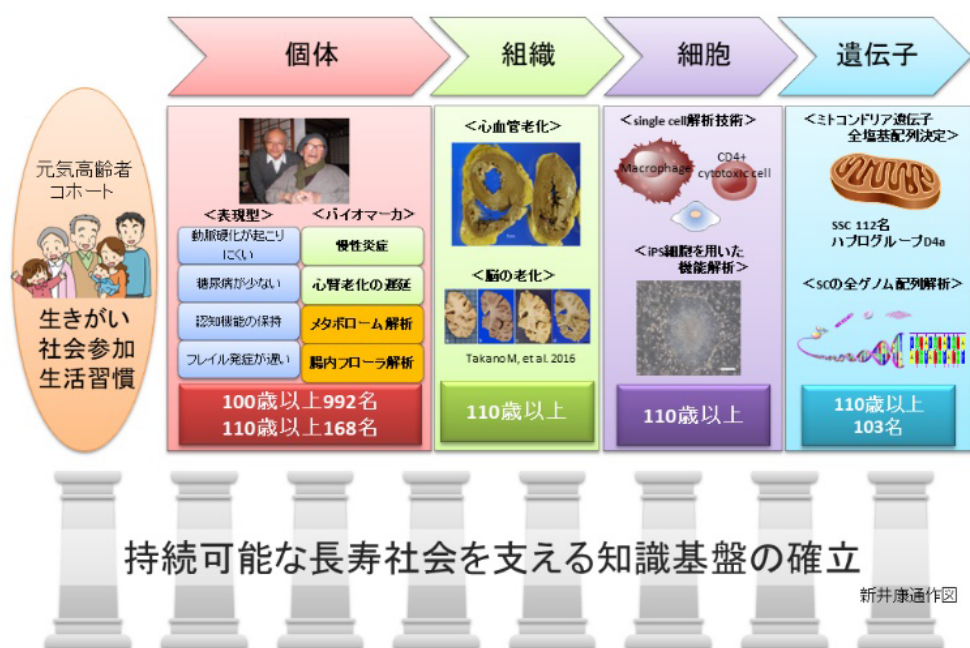 個体
組織
細胞
遺伝子
元気高齢者
コホート
生きがい
社会参加
生活習慣
<表現型>
<バイオマーカ>
動脈硬化が起こり
にくい
慢性炎症
糖尿病が少ない
心腎老化の遅延
認知機能の保持
メタボローム解析
フレイル発症が遅い
腸内フローラ解析
100歳以上992名
110歳以上168名
<心血管老化>
<脳の老化>
Takano M, et al. 2016
110歳以上
<single cell解析技術>
Macrophage
CD4+
cytotoxic cell
<iPS細胞を用いた
機能解析>
110歳以上
<ミトコンドリア遺伝子
全塩基配列決定>
SSC 112名
ハプログループD4a
<SCの全ゲノム配列解析>
110歳以上
103名
持続可能な長寿社会を支える知識基盤の確立
新井康通作図